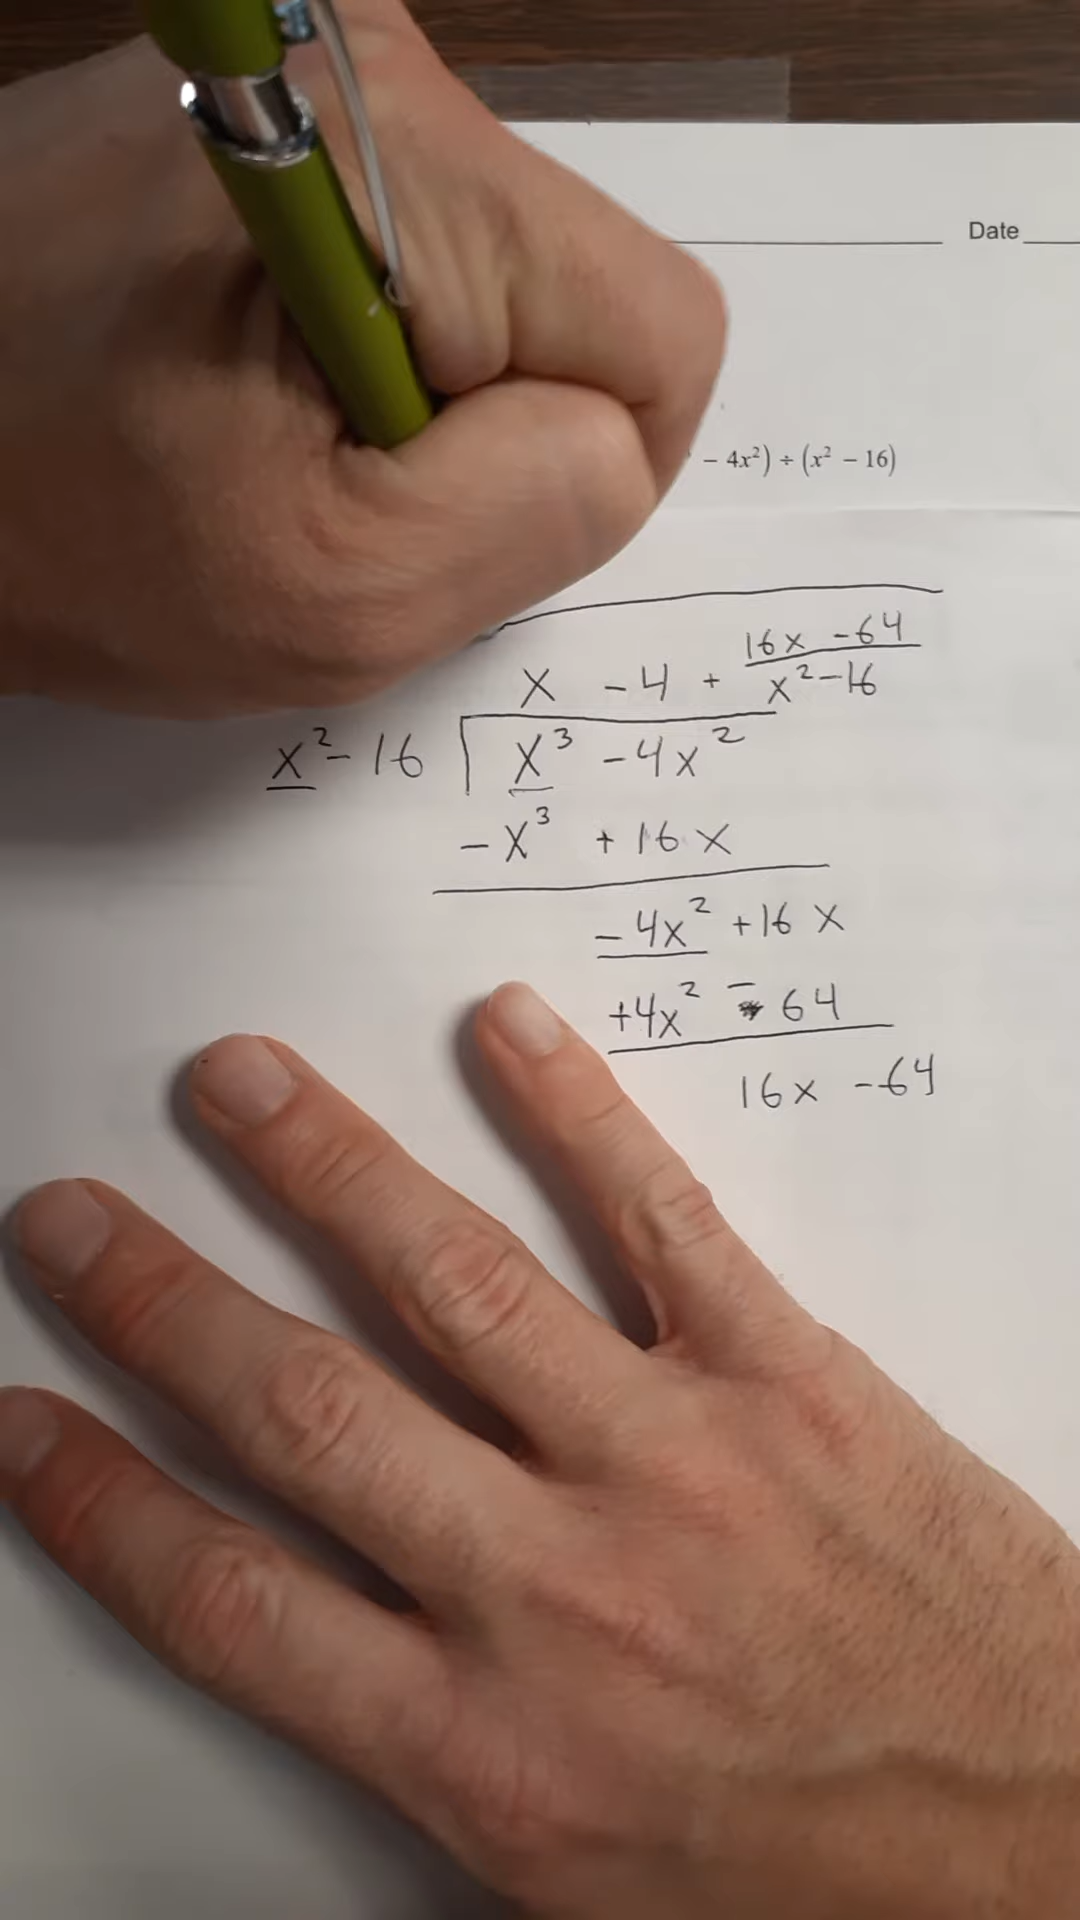 Date
– 4x²) ÷ (x² – 16)
16x - 64
x - 4 + x² - 16
x² - 16 x³ - 4x²
- x³ + 16x
- 4x² + 16x
+ 4x² - 64
16x - 64